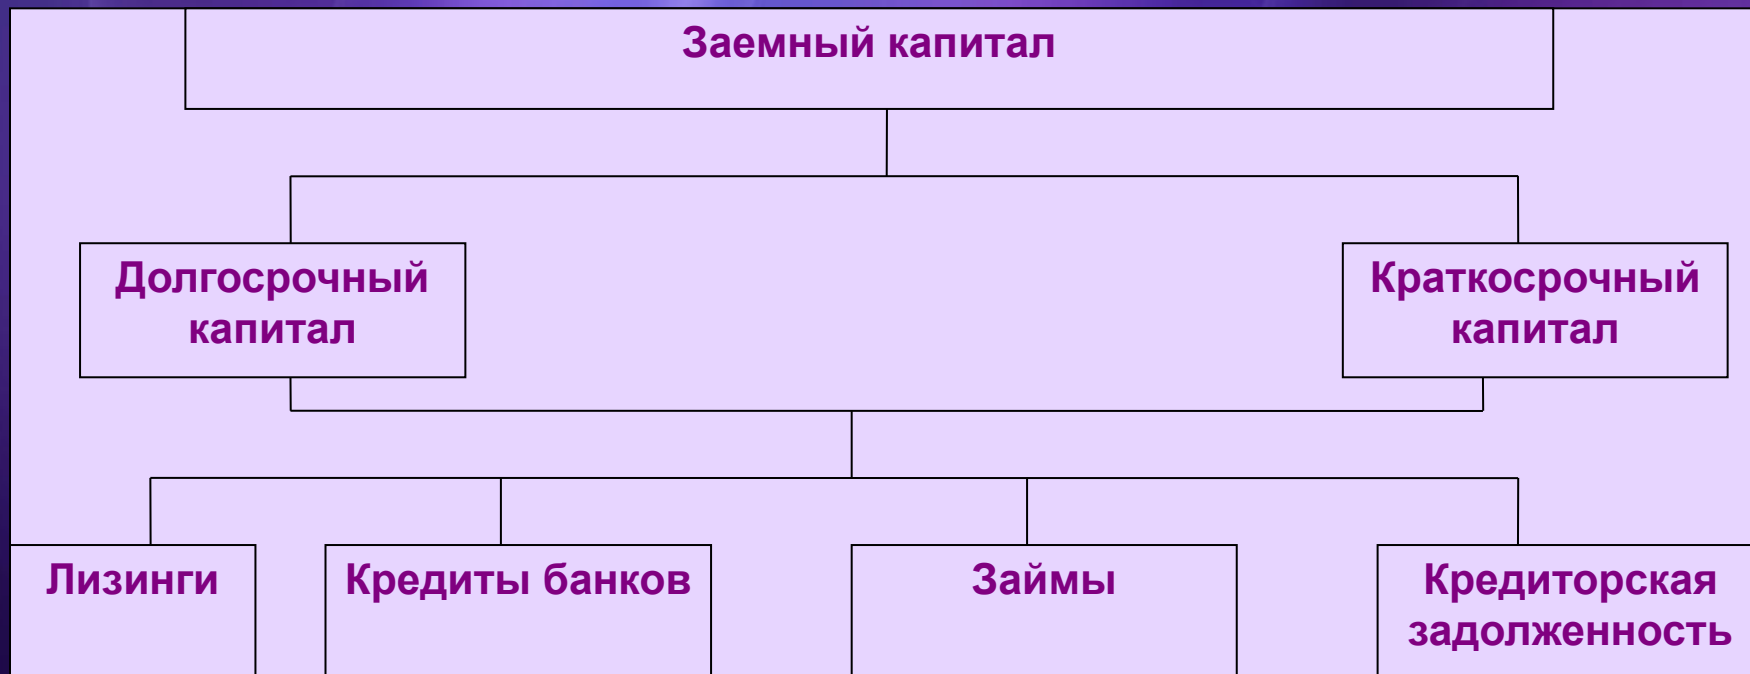 Заемный капитал
Долгосрочный
капитал
Краткосрочный
капитал
Лизинги
Кредиты банков
Займы
Кредиторская
задолженность